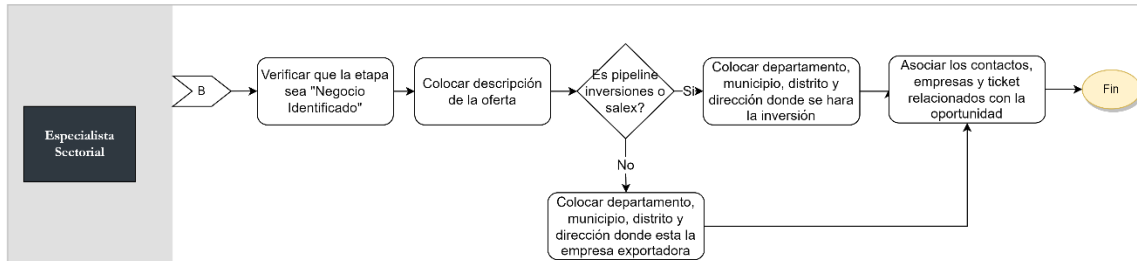 Especialista
Sectorial
B
Verificar que la etapa
sea "Negocio
Identificado"
Colocar descripción
de la oferta
Es pipeline
inversiones o
salex?
Si
Colocar departamento,
municipio, distrito y
dirección donde se hara
la inversión
Asociar los contactos,
empresas y ticket
relacionados con la
oportunidad
Fin
No
Colocar departamento,
municipio, distrito y
dirección donde esta la
empresa exportadora